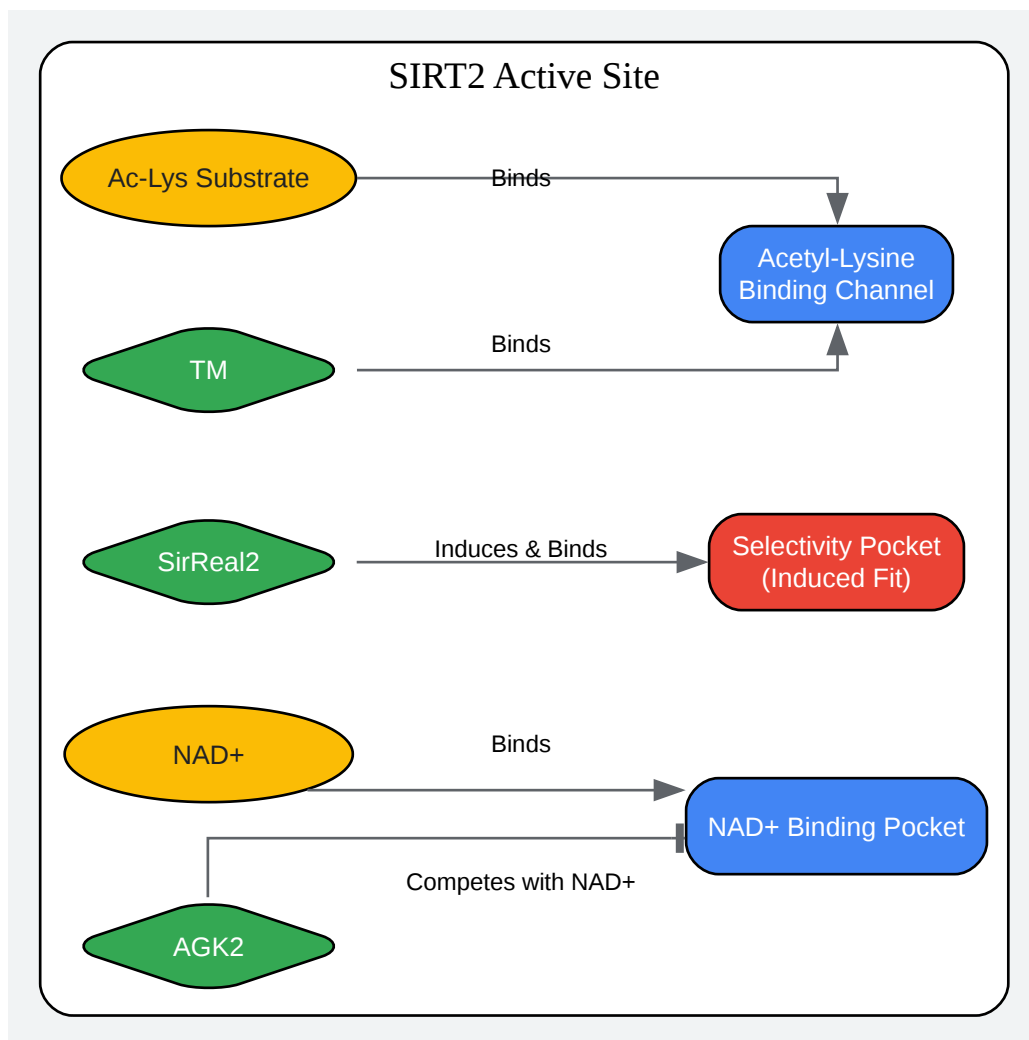 SIRT2 Active Site
Ac-Lys Substrate
Binds
Acetyl-Lysine
Binding Channel
TM
Binds
SirReal2
Induces & Binds
Selectivity Pocket
(Induced Fit)
NAD+
Binds
NAD+ Binding Pocket
Competes with NAD+
AGK2